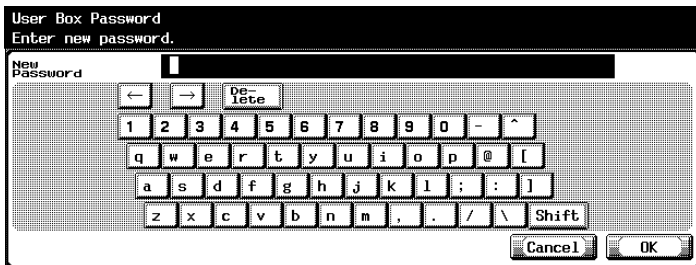 User Box Password
Enter new password.
New
Password
← → De-
lete
1 2 3 4 5 6 7 8 9 0 - ^
q w e r t y u i o p @ [
a s d f g h j k l ; : ]
z x c v b n m , . / \ Shift
Cancel OK